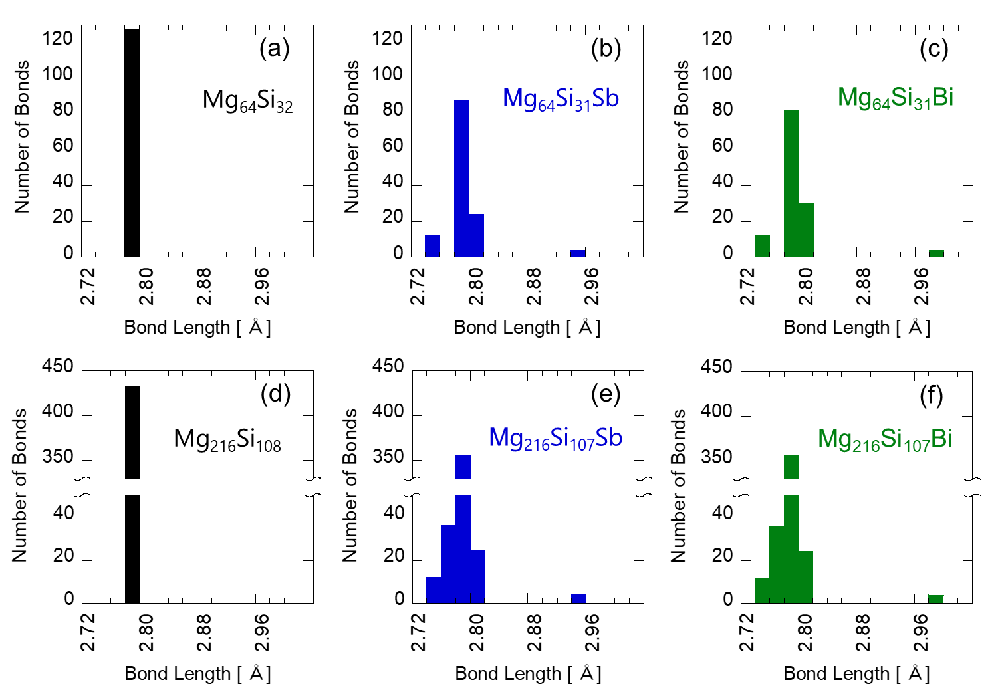 (a)
Mg64Si32
Number of Bonds
120
100
80
60
40
20
0
2.72
2.80
2.88
2.96
Bond Length [ Å ]
(b)
Mg64Si31Sb
Number of Bonds
120
100
80
60
40
20
0
2.72
2.80
2.88
2.96
Bond Length [ Å ]
(c)
Mg64Si31Bi
Number of Bonds
120
100
80
60
40
20
0
2.72
2.80
2.88
2.96
Bond Length [ Å ]
(d)
Mg216Si108
Number of Bonds
450
400
350
40
20
0
2.72
2.80
2.88
2.96
Bond Length [ Å ]
(e)
Mg216Si107Sb
Number of Bonds
450
400
350
40
20
0
2.72
2.80
2.88
2.96
Bond Length [ Å ]
(f)
Mg216Si107Bi
Number of Bonds
450
400
350
40
20
0
2.72
2.80
2.88
2.96
Bond Length [ Å ]